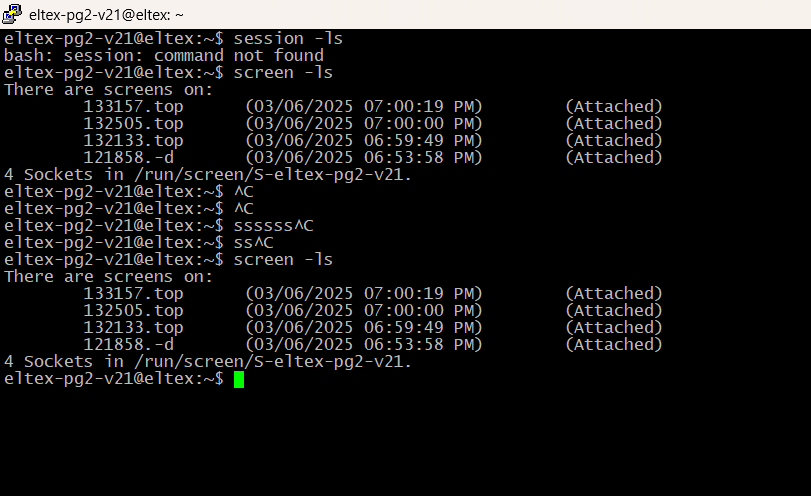 eltex-pg2-v21@eltex: ~
eltex-pg2-v21@eltex:~$ session -ls
bash: session: command not found
eltex-pg2-v21@eltex:~$ screen -ls
There are screens on:
        133157.top      (03/06/2025 07:00:19 PM)        (Attached)
        132505.top      (03/06/2025 07:00:00 PM)        (Attached)
        132133.top      (03/06/2025 06:59:49 PM)        (Attached)
        121858.-d       (03/06/2025 06:53:58 PM)        (Attached)
4 Sockets in /run/screen/S-eltex-pg2-v21.
eltex-pg2-v21@eltex:~$ ^C
eltex-pg2-v21@eltex:~$ ^C
eltex-pg2-v21@eltex:~$ ssssss^C
eltex-pg2-v21@eltex:~$ ss^C
eltex-pg2-v21@eltex:~$ screen -ls
There are screens on:
        133157.top      (03/06/2025 07:00:19 PM)        (Attached)
        132505.top      (03/06/2025 07:00:00 PM)        (Attached)
        132133.top      (03/06/2025 06:59:49 PM)        (Attached)
        121858.-d       (03/06/2025 06:53:58 PM)        (Attached)
4 Sockets in /run/screen/S-eltex-pg2-v21.
eltex-pg2-v21@eltex:~$